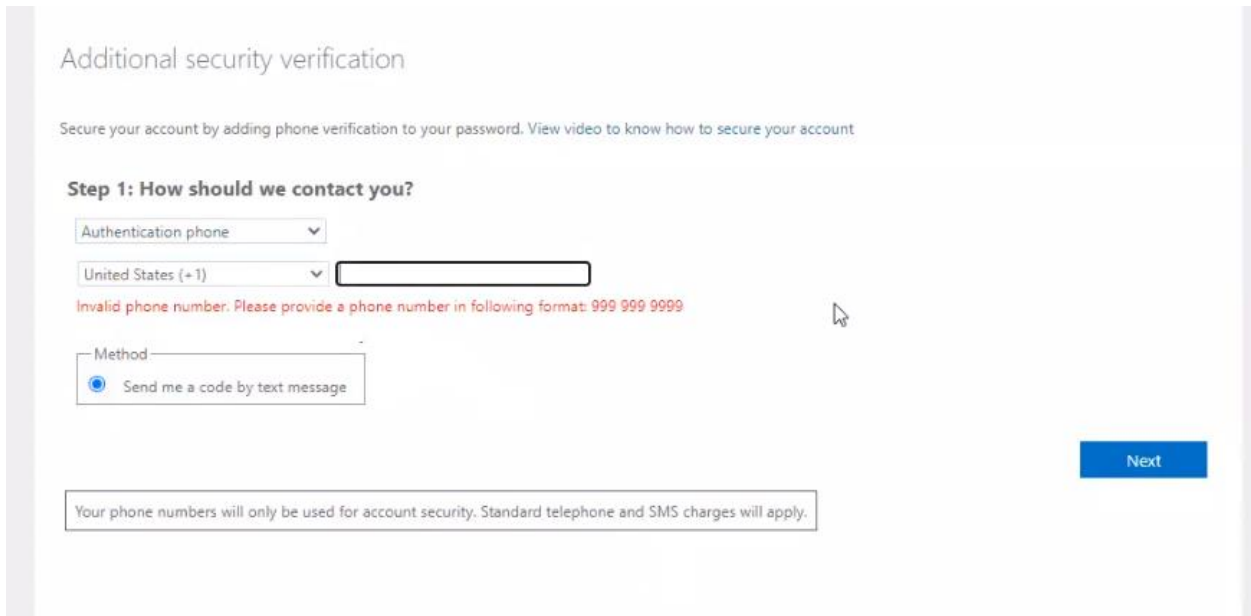 Additional security verification
Secure your account by adding phone verification to your password. View video to know how to secure your account
Step 1: How should we contact you?
Authentication phone
United States (+1)
Invalid phone number. Please provide a phone number in following format: 999 999 9999
Method
Send me a code by text message
Next
Your phone numbers will only be used for account security. Standard telephone and SMS charges will apply.